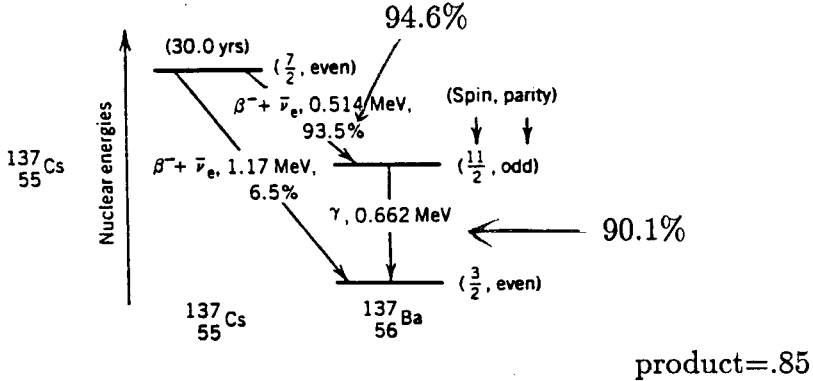 94.6%
(30.0 yrs)
(7/2, even)
β⁻ + ν̄ₑ, 0.514 MeV,
93.5%
(Spin, parity)
Nuclear energies
¹³⁷₅₅Cs
β⁻ + ν̄ₑ, 1.17 MeV,
6.5%
(11/2, odd)
γ, 0.662 MeV
90.1%
(3/2, even)
¹³⁷₅₅Cs
¹³⁷₅₆Ba
product=.85